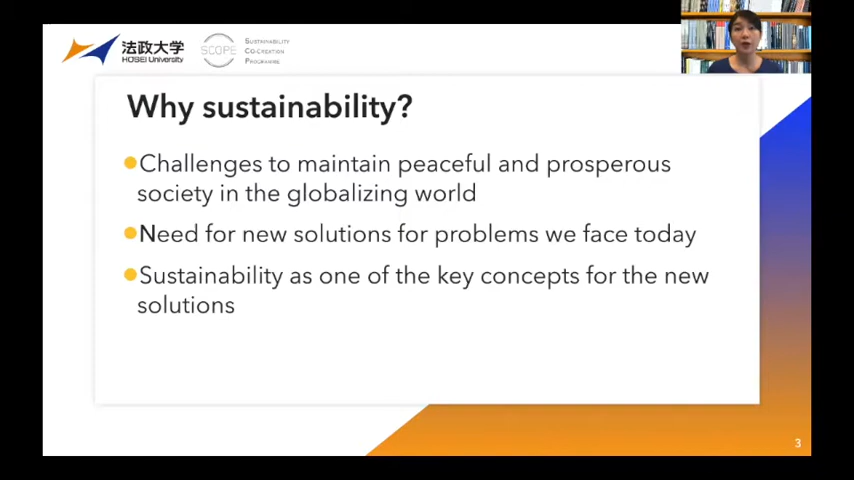 法政大学
HOSEI University
SCOPE
SUSTAINABILITY
CO-CREATION
PROGRAMME
Why sustainability?
Challenges to maintain peaceful and prosperous
society in the globalizing world
Need for new solutions for problems we face today
Sustainability as one of the key concepts for the new
solutions
3